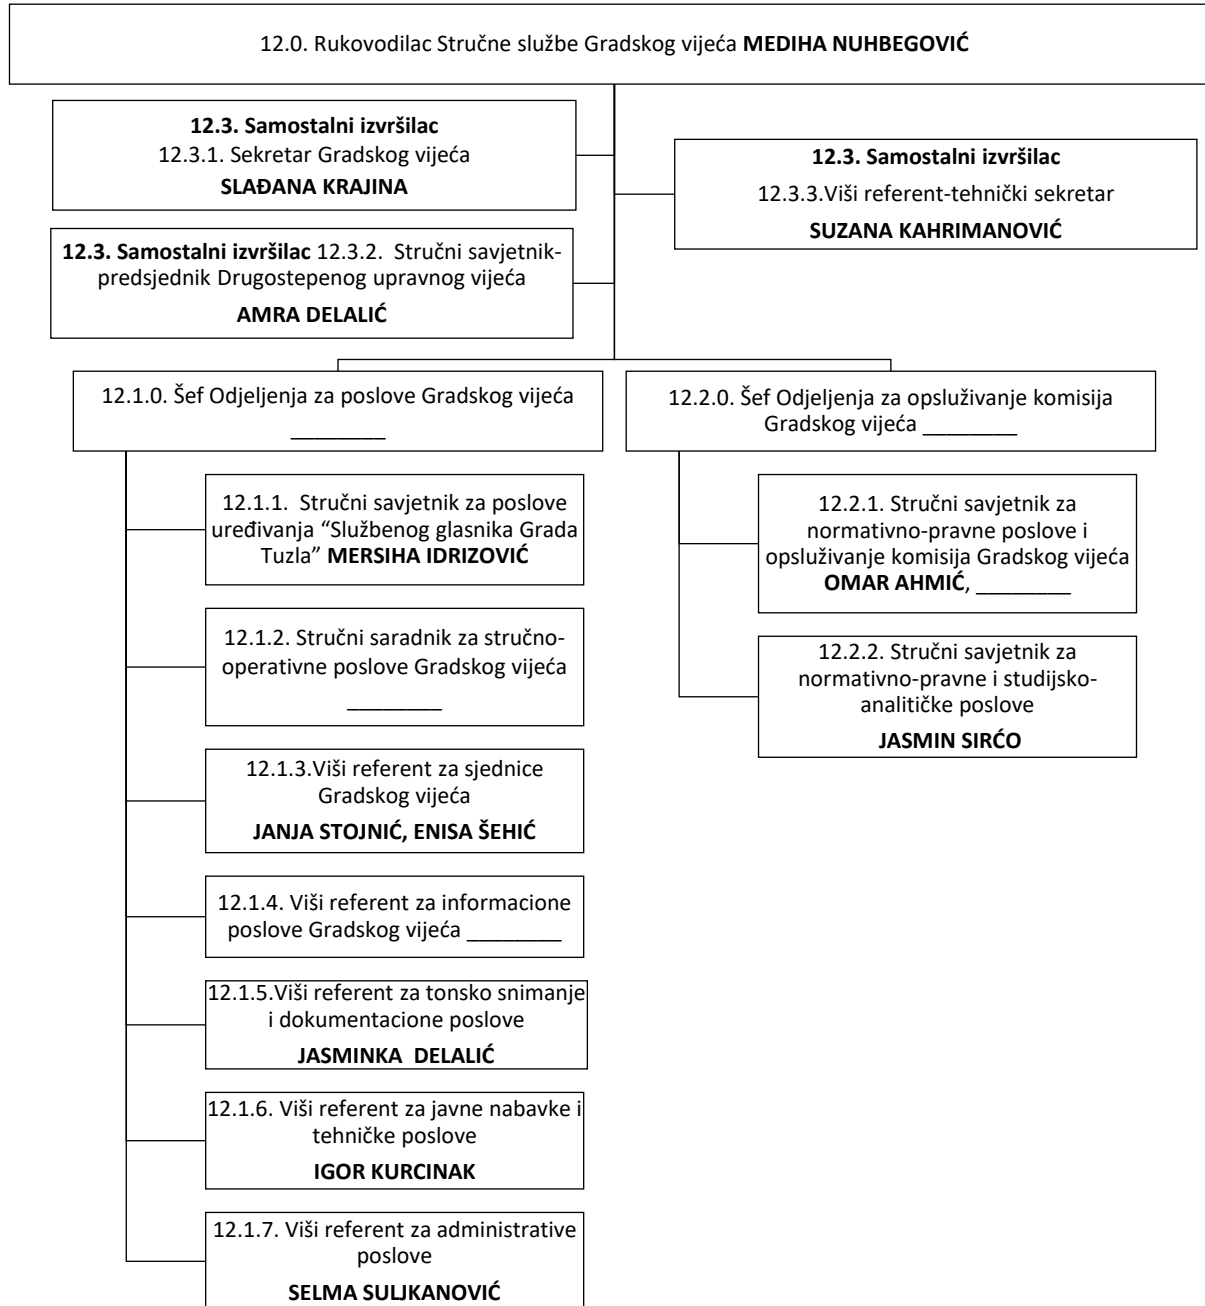 12.0. Rukovodilac Stručne službe Gradskog vijeća MEDIHA NUHBEGOVIĆ
12.3. Samostalni izvršilac
12.3.1. Sekretar Gradskog vijeća
SLAĐANA KRAJINA
12.3. Samostalni izvršilac
12.3.3.Viši referent-tehnički sekretar
SUZANA KAHRIMANOVIĆ
12.3. Samostalni izvršilac 12.3.2. Stručni savjetnik-
predsjednik Drugostepenog upravnog vijeća
AMRA DELALIĆ
12.1.0. Šef Odjeljenja za poslove Gradskog vijeća
________
12.2.0. Šef Odjeljenja za opsluživanje komisija
Gradskog vijeća ________
12.1.1. Stručni savjetnik za poslove
uređivanja “Službenog glasnika Grada
Tuzla” MERSIHA IDRIZOVIĆ
12.1.2. Stručni saradnik za stručno-
operativne poslove Gradskog vijeća
________
12.1.3.Viši referent za sjednice
Gradskog vijeća
JANJA STOJNIĆ, ENISA ŠEHIĆ
12.1.4. Viši referent za informacione
poslove Gradskog vijeća ________
12.1.5.Viši referent za tonsko snimanje
i dokumentacione poslove
JASMINKA DELALIĆ
12.1.6. Viši referent za javne nabavke i
tehničke poslove
IGOR KURCINAK
12.1.7. Viši referent za administrative
poslove
SELMA SULJKANOVIĆ
12.2.1. Stručni savjetnik za
normativno-pravne poslove i
opsluživanje komisija Gradskog vijeća
OMAR AHMIĆ, ________
12.2.2. Stručni savjetnik za
normativno-pravne i studijsko-
analitičke poslove
JASMIN SIRĆO